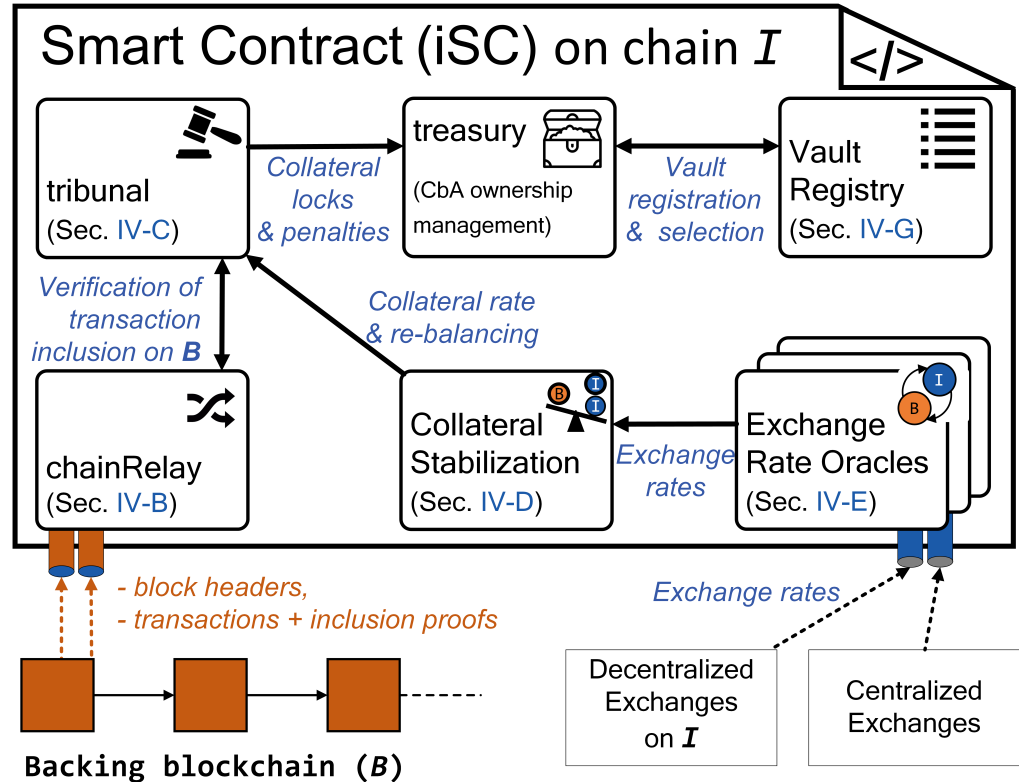 Smart Contract (iSC) on chain I
</>
tribunal
(Sec. IV-C)
Collateral
locks
& penalties
treasury
(CbA ownership
management)
Vault
registration
& selection
Vault
Registry
(Sec. IV-G)
Verification of
transaction
inclusion on B
Collateral rate
& re-balancing
chainRelay
(Sec. IV-B)
B
I
I
Collateral
Stabilization
(Sec. IV-D)
Exchange
rates
I
B
Exchange
Rate Oracles
(Sec. IV-E)
- block headers,
- transactions + inclusion proofs
Exchange rates
Decentralized
Exchanges
on I
Centralized
Exchanges
Backing blockchain (B)